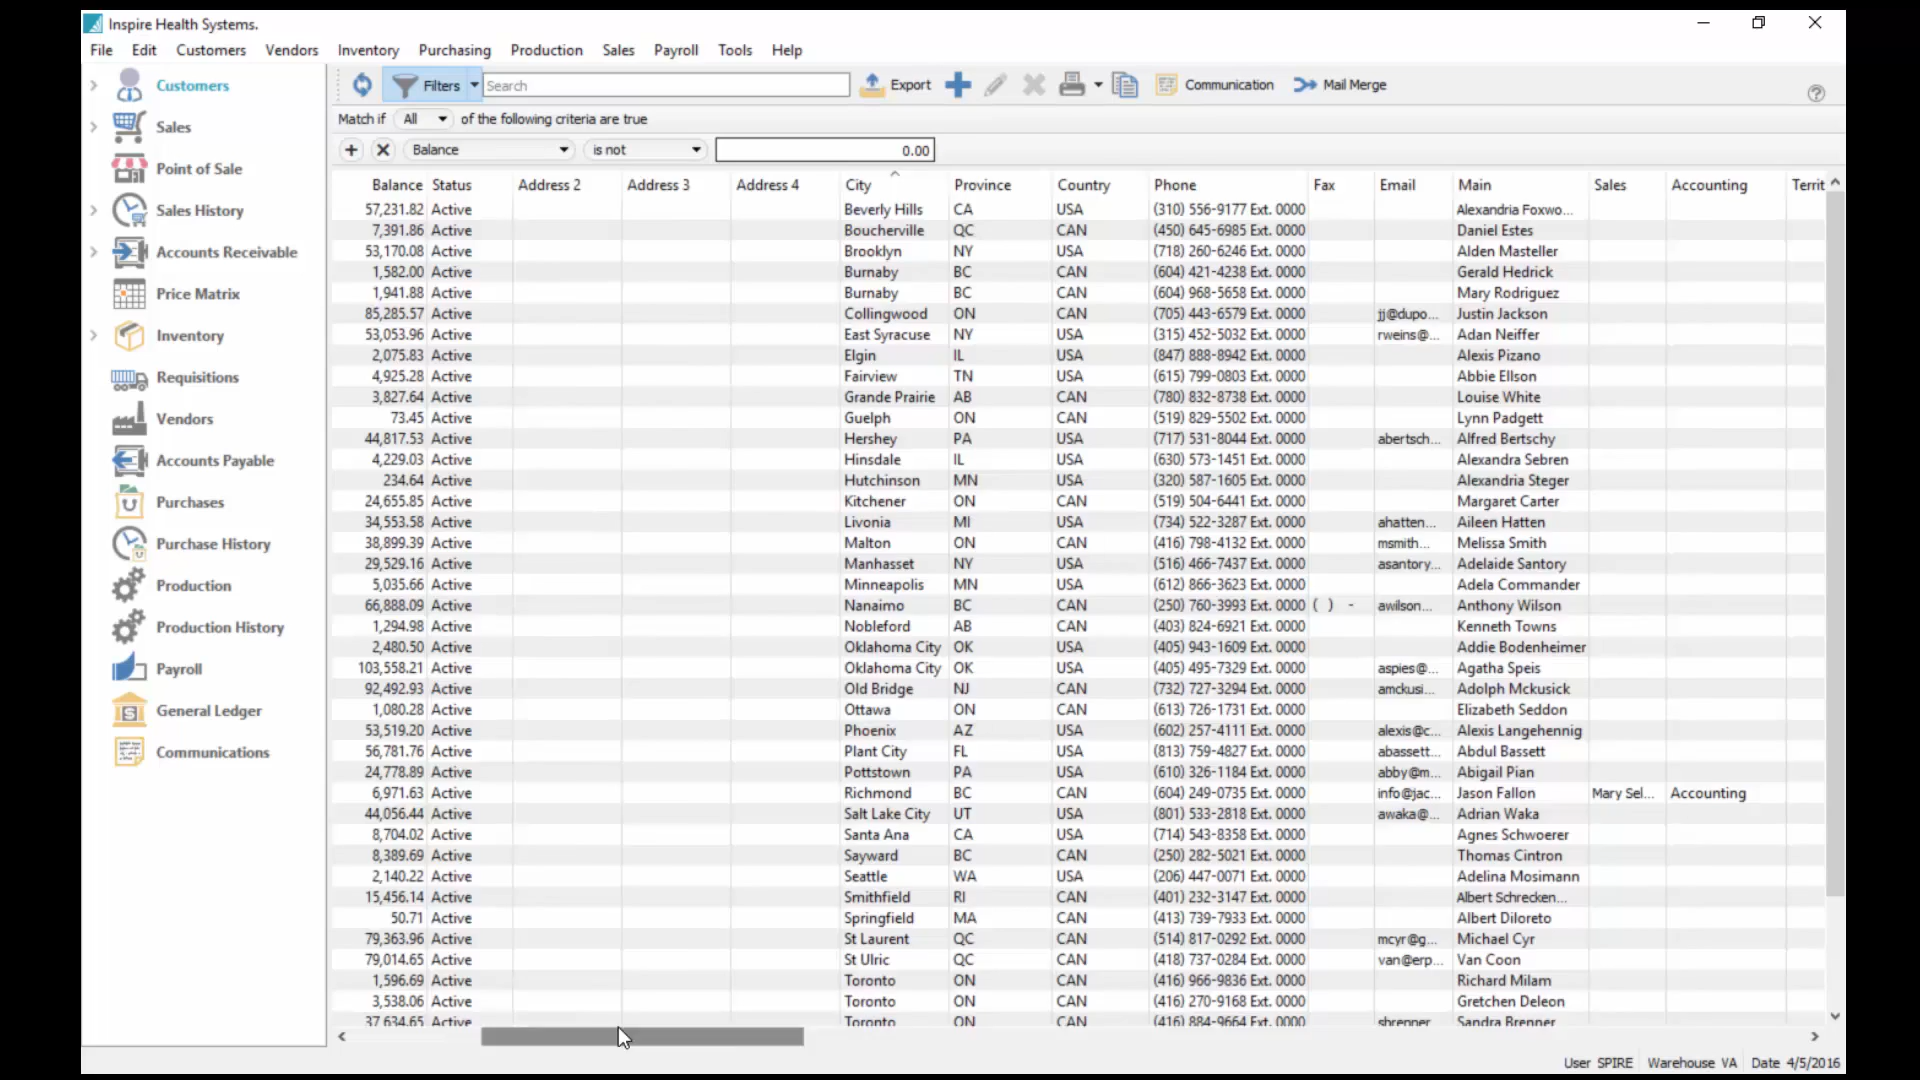 Inspire Health Systems.
File Edit Customers Vendors Inventory Purchasing Production Sales Payroll Tools Help
Customers
Sales
Point of Sale
Sales History
Accounts Receivable
Price Matrix
Inventory
Requisitions
Vendors
Accounts Payable
Purchases
Purchase History
Production
Production History
Payroll
General Ledger
Communications
Filters Search Export Communication Mail Merge
Match if All of the following criteria are true
Balance is not 0.00
Balance Status Address 2 Address 3 Address 4 City Province Country Phone Fax Email Main Sales Accounting Territ
57,231.82 Active Beverly Hills CA USA (310) 556-9177 Ext. 0000 Alexandria Foxwo...
7,391.86 Active Boucherville QC CAN (450) 645-6985 Ext. 0000 Daniel Estes
53,170.08 Active Brooklyn NY USA (718) 260-6246 Ext. 0000 Alden Masteller
1,582.00 Active Burnaby BC CAN (604) 421-4238 Ext. 0000 Gerald Hedrick
1,941.88 Active Burnaby BC CAN (604) 968-5658 Ext. 0000 Mary Rodriguez
85,285.57 Active Collingwood ON CAN (705) 443-6579 Ext. 0000 jj@dupo... Justin Jackson
53,053.96 Active East Syracuse NY USA (315) 452-5032 Ext. 0000 rweins@... Adan Neiffer
2,075.83 Active Elgin IL USA (847) 888-8942 Ext. 0000 Alexis Pizano
4,925.28 Active Fairview TN USA (615) 799-0803 Ext. 0000 Abbie Ellson
3,827.64 Active Grande Prairie AB CAN (780) 832-8738 Ext. 0000 Louise White
73.45 Active Guelph ON CAN (519) 829-5502 Ext. 0000 Lynn Padgett
44,817.53 Active Hershey PA USA (717) 531-8044 Ext. 0000 abertsch... Alfred Bertschy
4,229.03 Active Hinsdale IL USA (630) 573-1451 Ext. 0000 Alexandra Sebren
234.64 Active Hutchinson MN USA (320) 587-1605 Ext. 0000 Alexandria Steger
24,655.85 Active Kitchener ON CAN (519) 504-6441 Ext. 0000 Margaret Carter
34,553.58 Active Livonia MI USA (734) 522-3287 Ext. 0000 ahatten... Aileen Hatten
38,899.39 Active Malton ON CAN (416) 798-4132 Ext. 0000 msmith... Melissa Smith
29,529.16 Active Manhasset NY USA (516) 466-7437 Ext. 0000 asantory... Adelaide Santory
5,035.66 Active Minneapolis MN USA (612) 866-3623 Ext. 0000 Adela Commander
66,888.09 Active Nanaimo BC CAN (250) 760-3993 Ext. 0000 ( ) - awilson... Anthony Wilson
1,294.98 Active Nobleford AB CAN (403) 824-6921 Ext. 0000 Kenneth Towns
2,480.50 Active Oklahoma City OK USA (405) 943-1609 Ext. 0000 Addie Bodenheimer
103,558.21 Active Oklahoma City OK USA (405) 495-7329 Ext. 0000 aspies@... Agatha Speis
92,492.93 Active Old Bridge NJ CAN (732) 727-3294 Ext. 0000 amckusi... Adolph Mckusick
1,080.28 Active Ottawa ON CAN (613) 726-1731 Ext. 0000 Elizabeth Seddon
53,519.20 Active Phoenix AZ USA (602) 257-4111 Ext. 0000 alexis@c... Alexis Langehennig
56,781.76 Active Plant City FL USA (813) 759-4827 Ext. 0000 abassett... Abdul Bassett
24,778.89 Active Pottstown PA USA (610) 326-1184 Ext. 0000 abby@m... Abigail Pian
6,971.63 Active Richmond BC CAN (604) 249-0735 Ext. 0000 info@jac... Jason Fallon Mary Sel... Accounting
44,056.44 Active Salt Lake City UT USA (801) 533-2818 Ext. 0000 awaka@... Adrian Waka
8,704.02 Active Santa Ana CA USA (714) 543-8358 Ext. 0000 Agnes Schwoerer
8,389.69 Active Sayward BC CAN (250) 282-5021 Ext. 0000 Thomas Cintron
2,140.22 Active Seattle WA USA (206) 447-0071 Ext. 0000 Adelina Mosimann
15,456.14 Active Smithfield RI CAN (401) 232-3147 Ext. 0000 Albert Schrecken...
50.71 Active Springfield MA CAN (413) 739-7933 Ext. 0000 Albert Diloreto
79,363.96 Active St Laurent QC CAN (514) 817-0292 Ext. 0000 mcyr@g... Michael Cyr
79,014.65 Active St Ulric QC CAN (418) 737-0284 Ext. 0000 van@erp... Van Coon
1,596.69 Active Toronto ON CAN (416) 966-9836 Ext. 0000 Richard Milam
3,538.06 Active Toronto ON CAN (416) 270-9168 Ext. 0000 Gretchen Deleon
37,634.65 Active Toronto ON CAN (416) 884-9664 Ext. 0000 sbrenner Sandra Brenner
User SPIRE Warehouse VA Date 4/5/2016